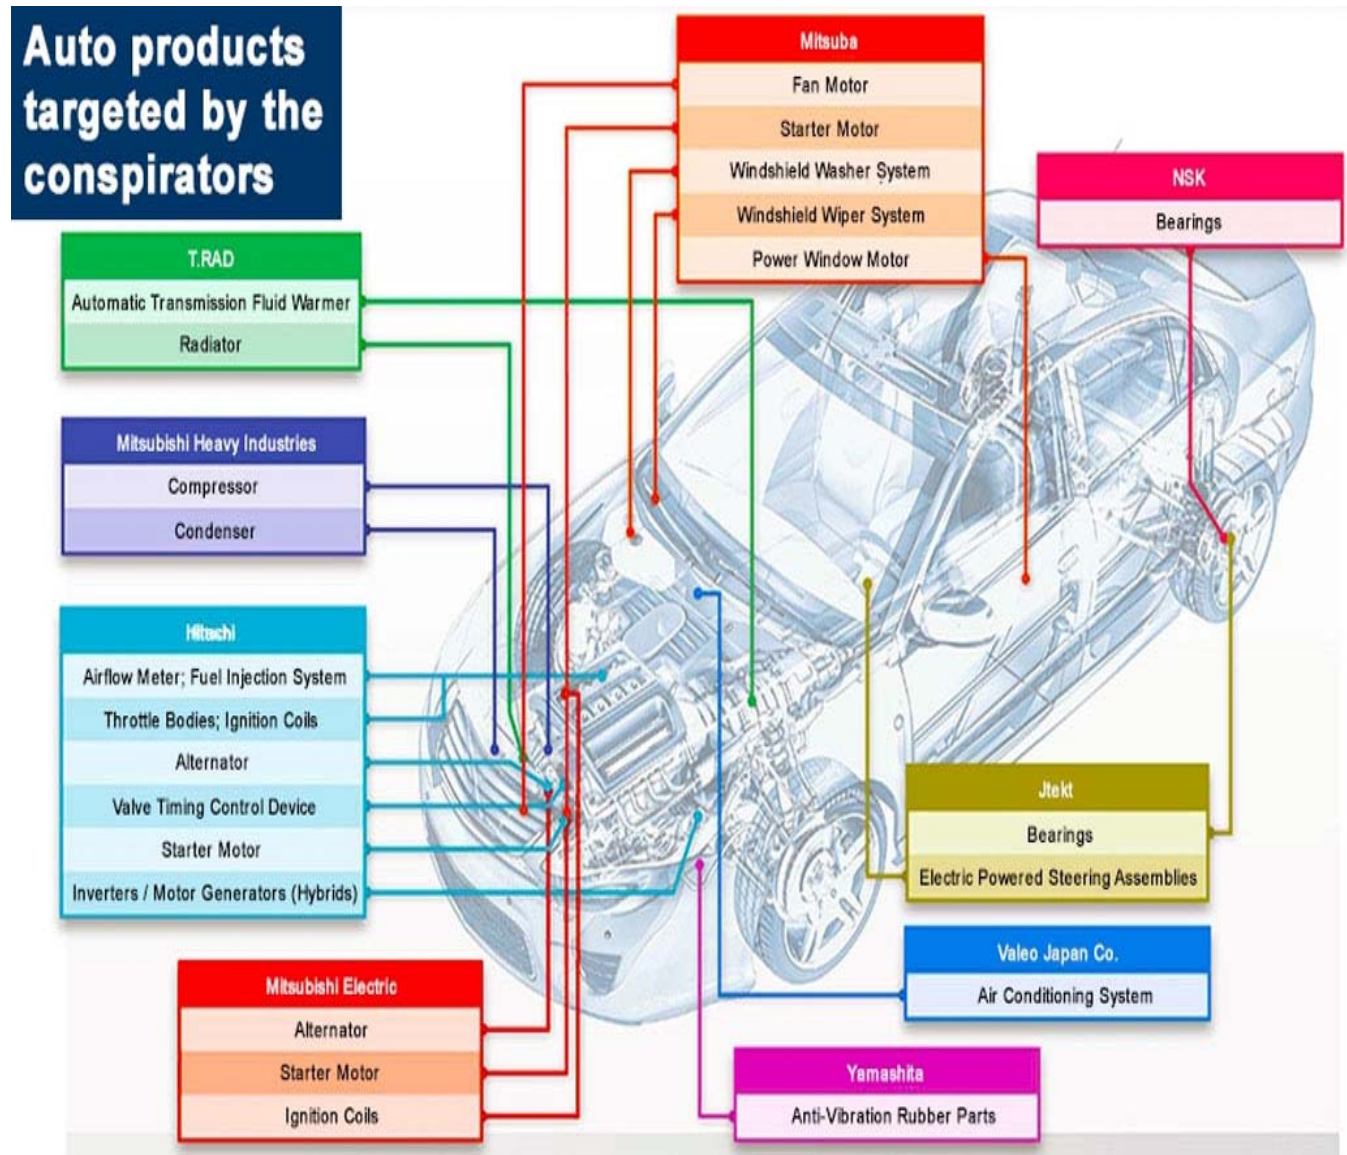 Auto products
targeted by the
conspirators
Mitsuba
Fan Motor
Starter Motor
Windshield Washer System
Windshield Wiper System
Power Window Motor
NSK
Bearings
T.RAD
Automatic Transmission Fluid Warmer
Radiator
Mitsubishi Heavy Industries
Compressor
Condenser
Hitachi
Airflow Meter; Fuel Injection System
Throttle Bodies; Ignition Coils
Alternator
Valve Timing Control Device
Starter Motor
Inverters / Motor Generators (Hybrids)
Jtekt
Bearings
Electric Powered Steering Assemblies
Valeo Japan Co.
Air Conditioning System
Mitsubishi Electric
Alternator
Starter Motor
Ignition Coils
Yamashita
Anti-Vibration Rubber Parts